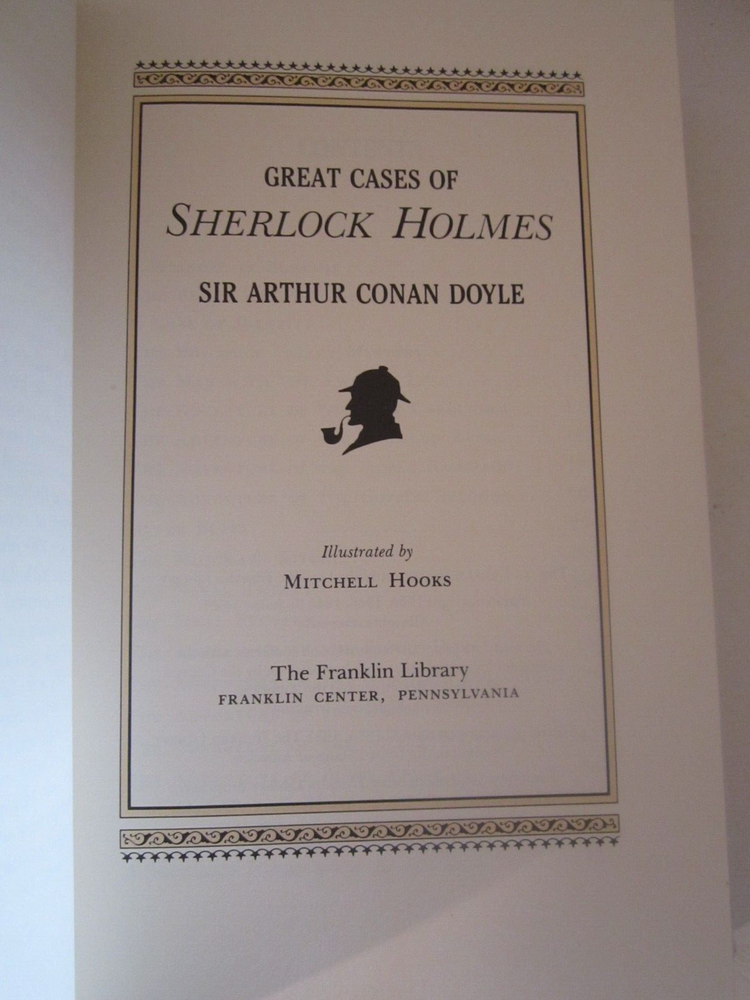 GREAT CASES OF
SHERLOCK HOLMES
SIR ARTHUR CONAN DOYLE
Illustrated by
MITCHELL HOOKS
The Franklin Library
FRANKLIN CENTER, PENNSYLVANIA